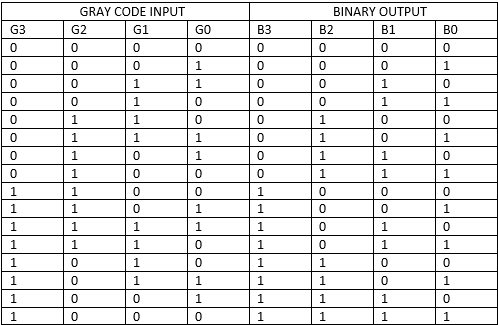 GRAY CODE INPUT BINARY OUTPUT
G3 G2 G1 G0 B3 B2 B1 B0
0 0 0 0 0 0 0 0
0 0 0 1 0 0 0 1
0 0 1 1 0 0 1 0
0 0 1 0 0 0 1 1
0 1 1 0 0 1 0 0
0 1 1 1 0 1 0 1
0 1 0 1 0 1 1 0
0 1 0 0 0 1 1 1
1 1 0 0 1 0 0 0
1 1 0 1 1 0 0 1
1 1 1 1 1 0 1 0
1 1 1 0 1 0 1 1
1 0 1 0 1 1 0 0
1 0 1 1 1 1 0 1
1 0 0 1 1 1 1 0
1 0 0 0 1 1 1 1